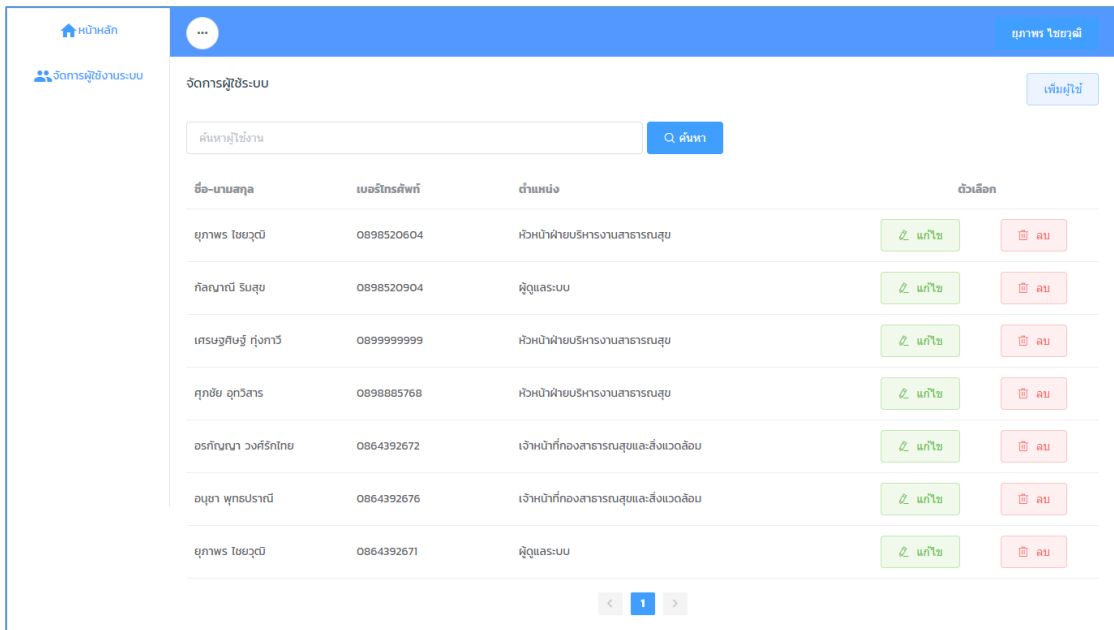 หน้าหลัก
...
ยุภาพร ไชยวุฒิ
จัดการผู้ใช้งานระบบ
จัดการผู้ใช้ระบบ
เพิ่มผู้ใช้
ค้นหาผู้ใช้งาน
ค้นหา
ชื่อ-นามสกุล เบอร์โทรศัพท์ ตำแหน่ง ตัวเลือก
ยุภาพร ไชยวุฒิ 0898520604 หัวหน้าฝ่ายบริหารงานสาธารณสุข แก้ไข ลบ
กัลญาณี ริมสุข 0898520904 ผู้ดูแลระบบ แก้ไข ลบ
เศรษฐศิษฐ์ ทุ่งกาวี 0899999999 หัวหน้าฝ่ายบริหารงานสาธารณสุข แก้ไข ลบ
ศุภชัย อุทวิสาร 0898885768 หัวหน้าฝ่ายบริหารงานสาธารณสุข แก้ไข ลบ
อรกัญญา วงศ์รักไทย 0864392672 เจ้าหน้าที่กองสาธารณสุขและสิ่งแวดล้อม แก้ไข ลบ
อนุชา พุทธปราณี 0864392676 เจ้าหน้าที่กองสาธารณสุขและสิ่งแวดล้อม แก้ไข ลบ
ยุภาพร ไชยวุฒิ 0864392671 ผู้ดูแลระบบ แก้ไข ลบ
< 1 >